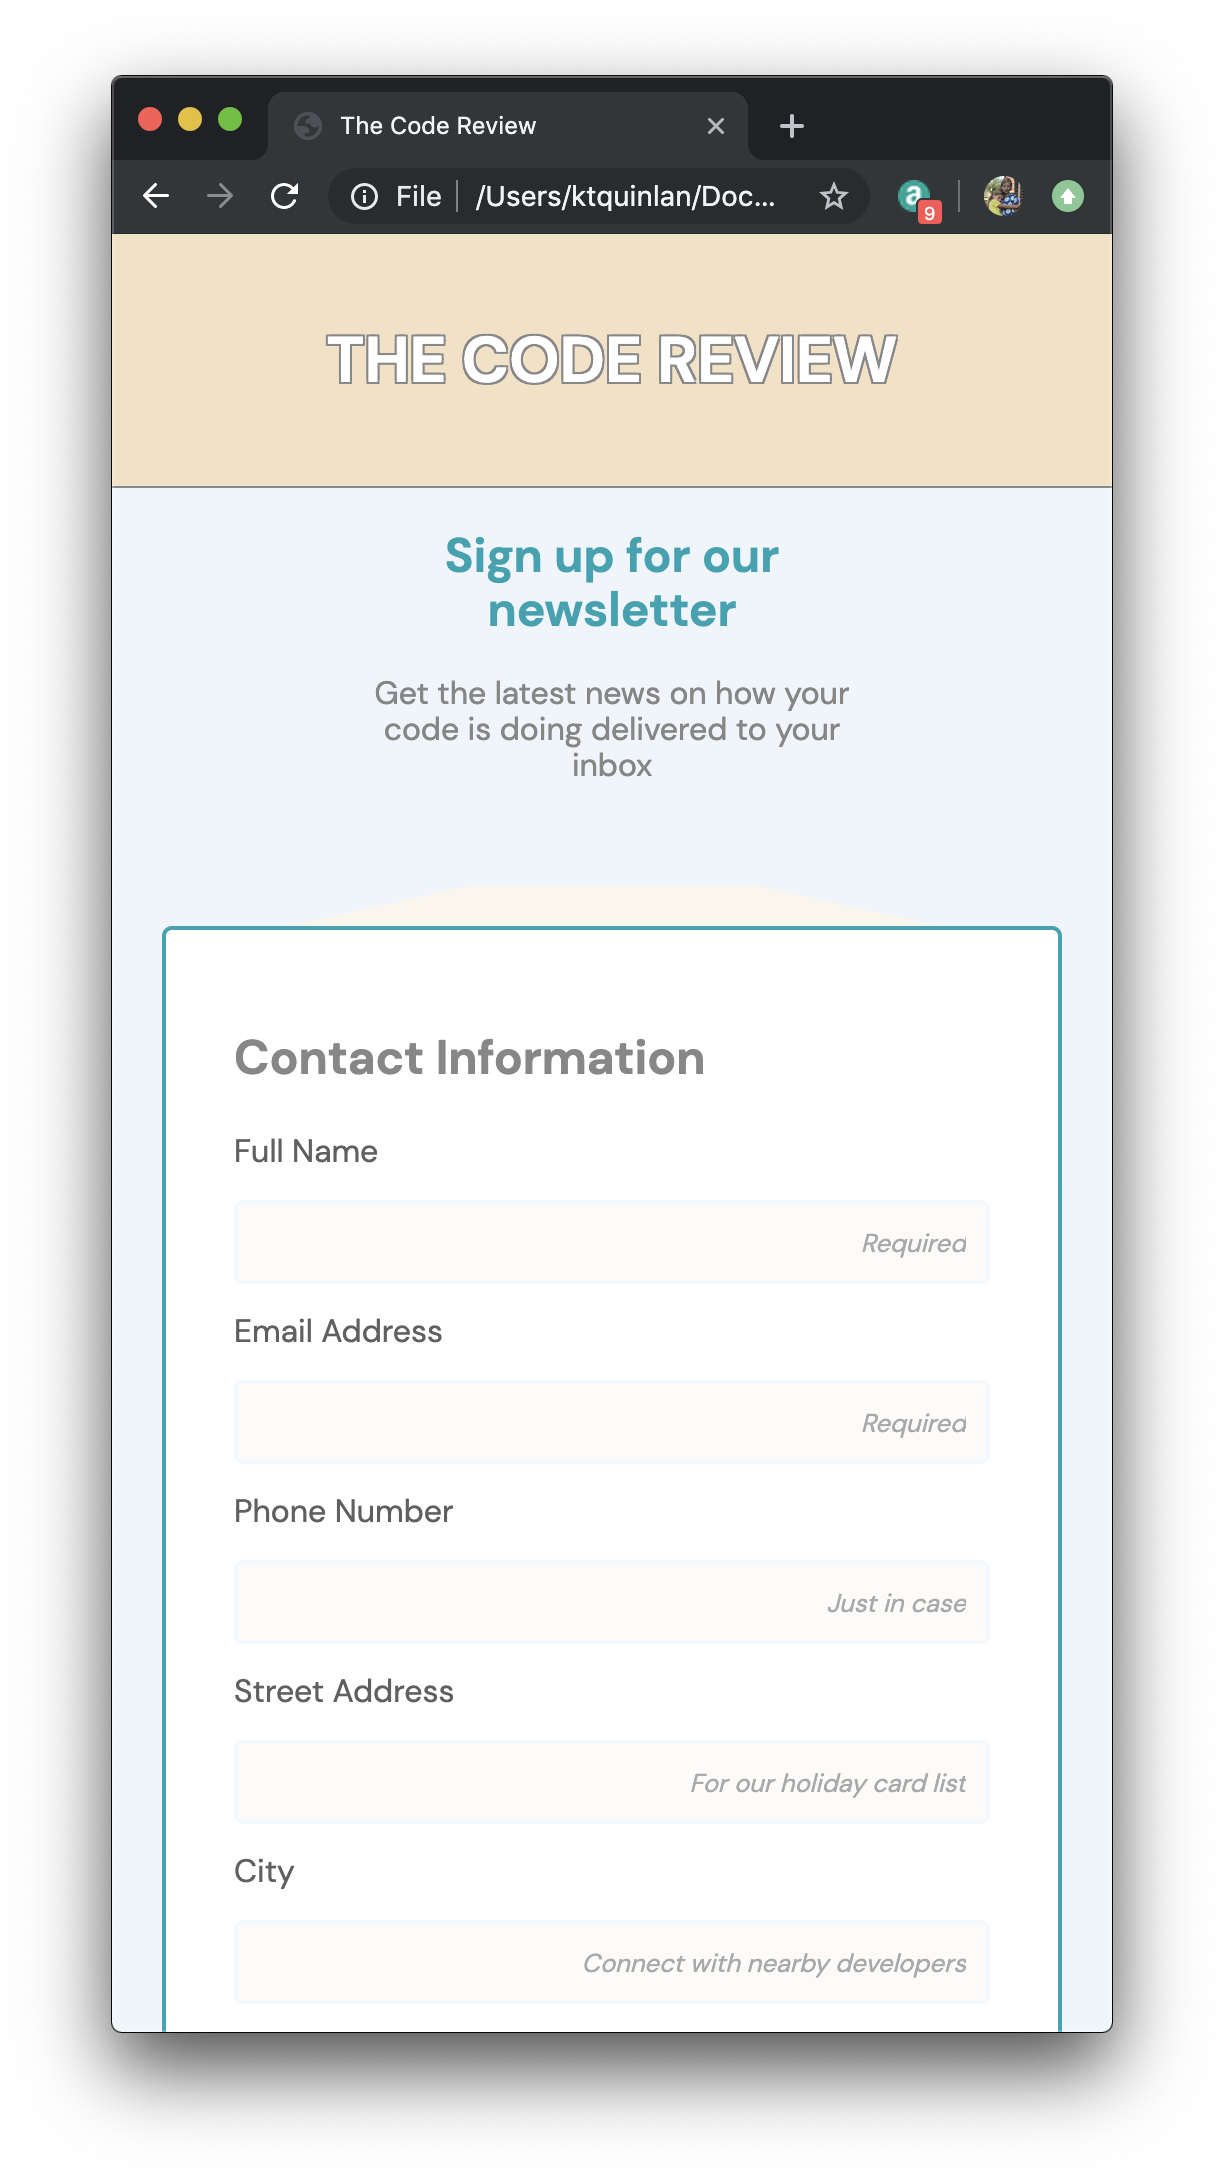 The Code Review
File /Users/ktquinlan/Doc...
a
9
THE CODE REVIEW
Sign up for our
newsletter
Get the latest news on how your
code is doing delivered to your
inbox
Contact Information
Full Name
Required
Email Address
Required
Phone Number
Just in case
Street Address
For our holiday card list
City
Connect with nearby developers